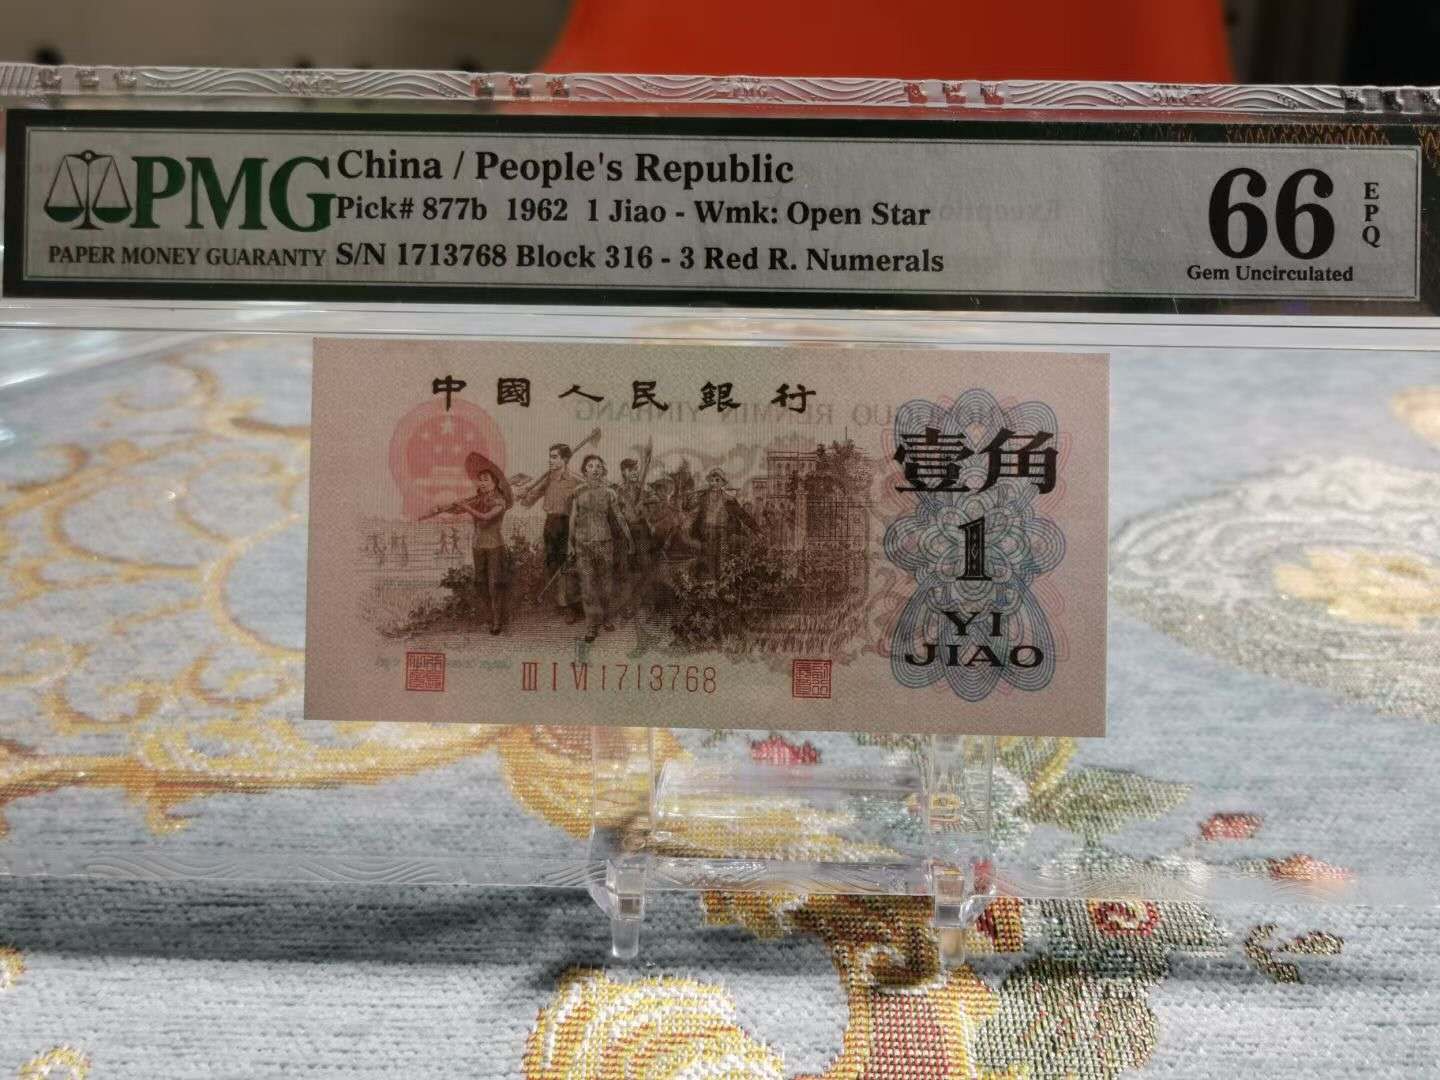 PMG
PAPER MONEY GUARANTY
China / People's Republic
Pick# 877b 1962 1 Jiao - Wmk: Open Star
S/N 1713768 Block 316 - 3 Red R. Numerals
66
EPQ
Gem Uncirculated
中國人民銀行
壹角
1
YI
JIAO
III I VI 1713768